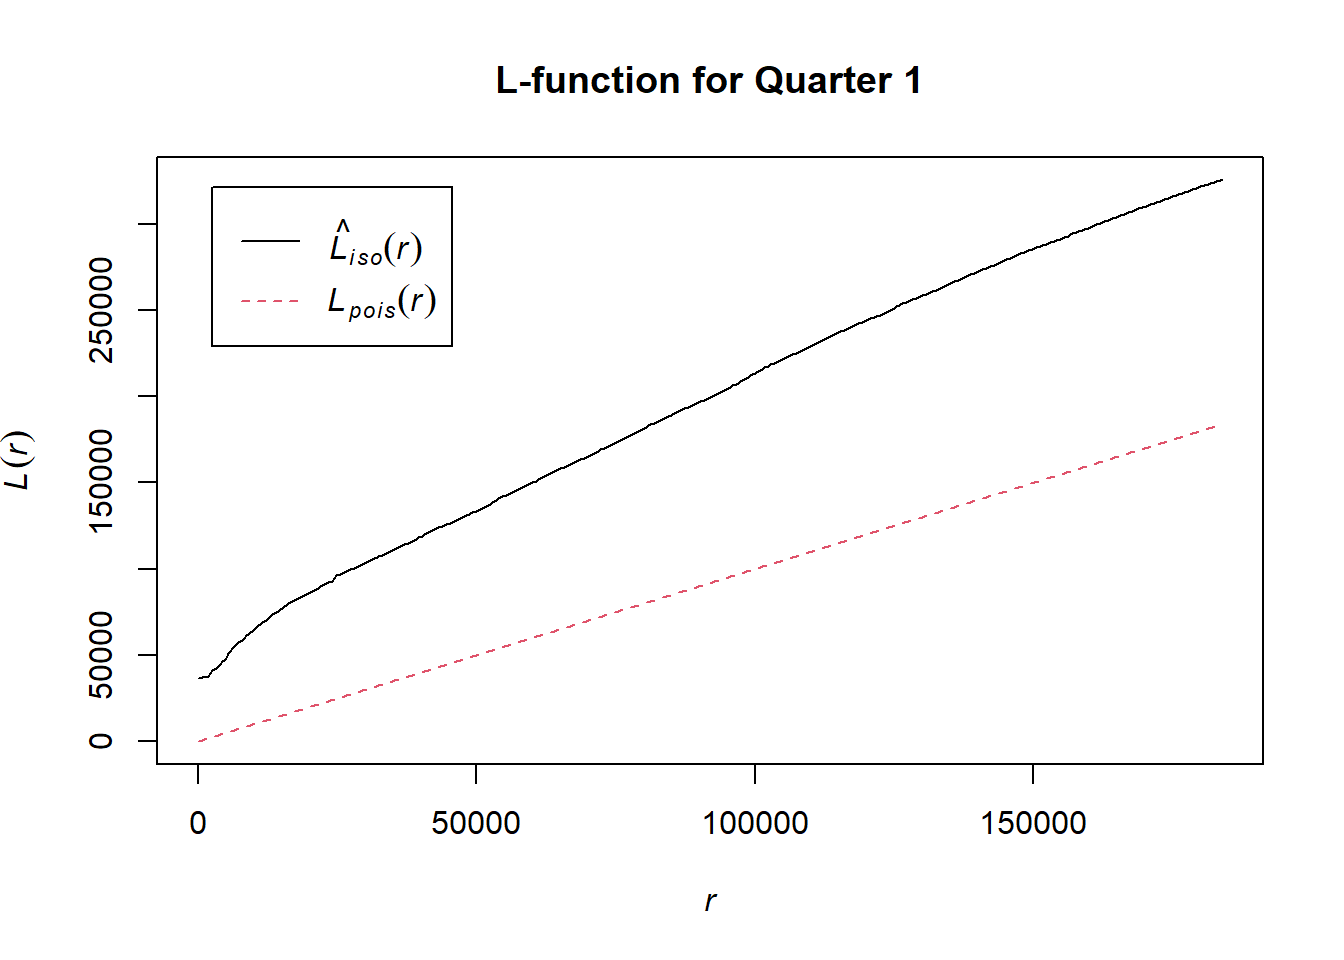 L-function for Quarter 1
L̂iso(r)
Lpois(r)
L(r)
250000
150000
50000
0
0 50000 100000 150000
r